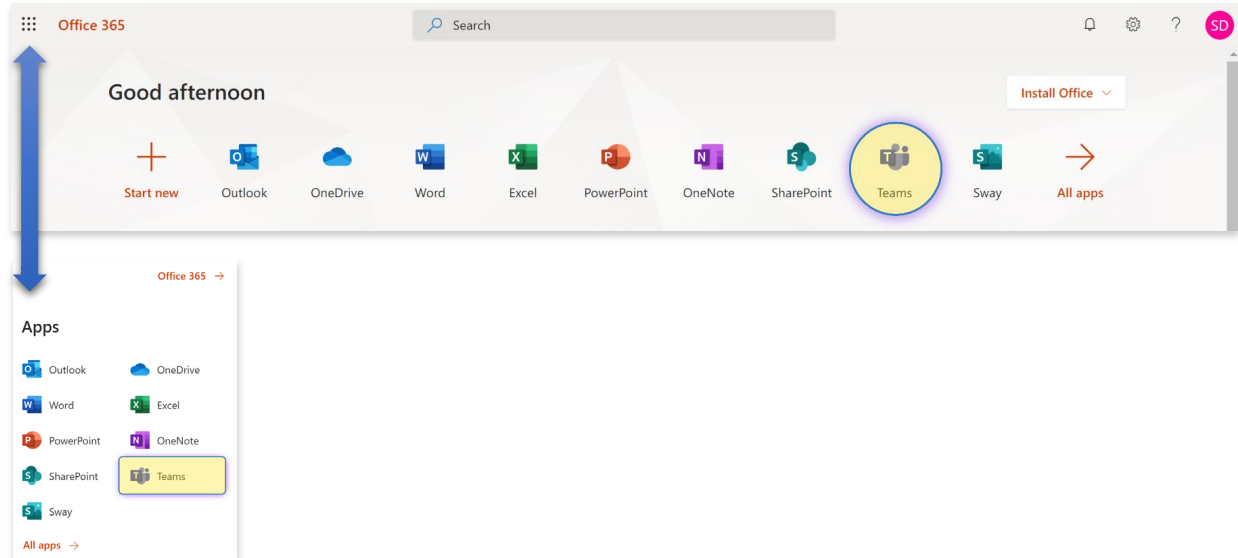 Office 365
Search
?
SD
Good afternoon
Install Office
Start new Outlook OneDrive Word Excel PowerPoint OneNote SharePoint Teams Sway All apps
Office 365 →
Apps
Outlook OneDrive
Word Excel
PowerPoint OneNote
SharePoint Teams
Sway
All apps →